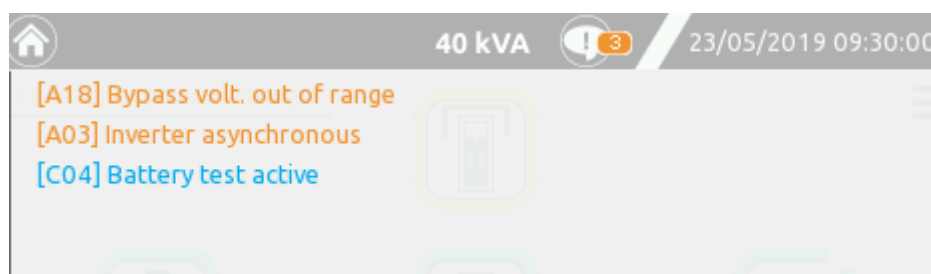 40 kVA ! 3 23/05/2019 09:30:00
[A18] Bypass volt. out of range
[A03] Inverter asynchronous
[C04] Battery test active